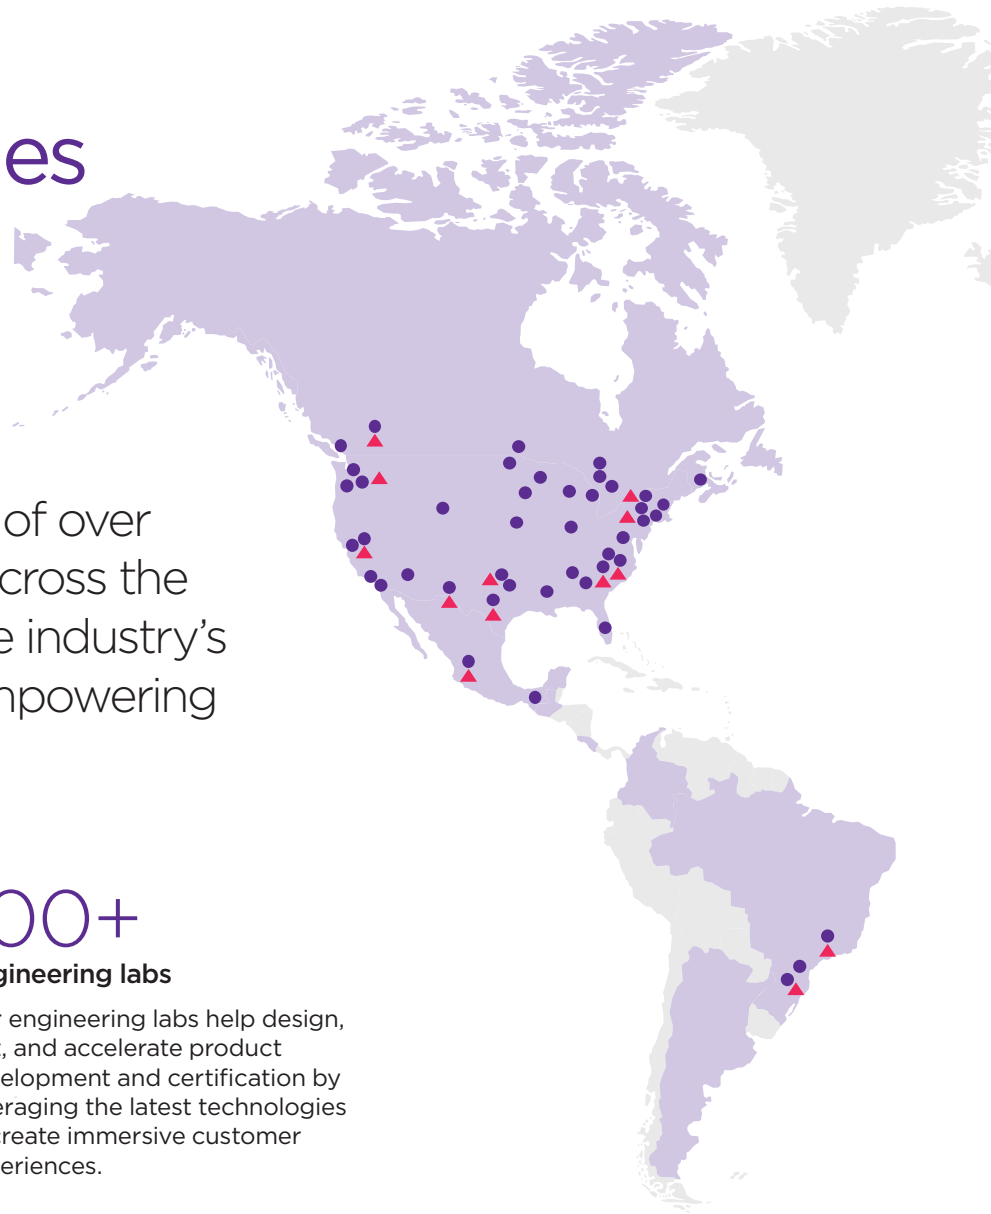 es
of over
cross the
e industry's
npowering
00+
gineering labs
r engineering labs help design,
t, and accelerate product
elopment and certification by
eraging the latest technologies
create immersive customer
eriences.